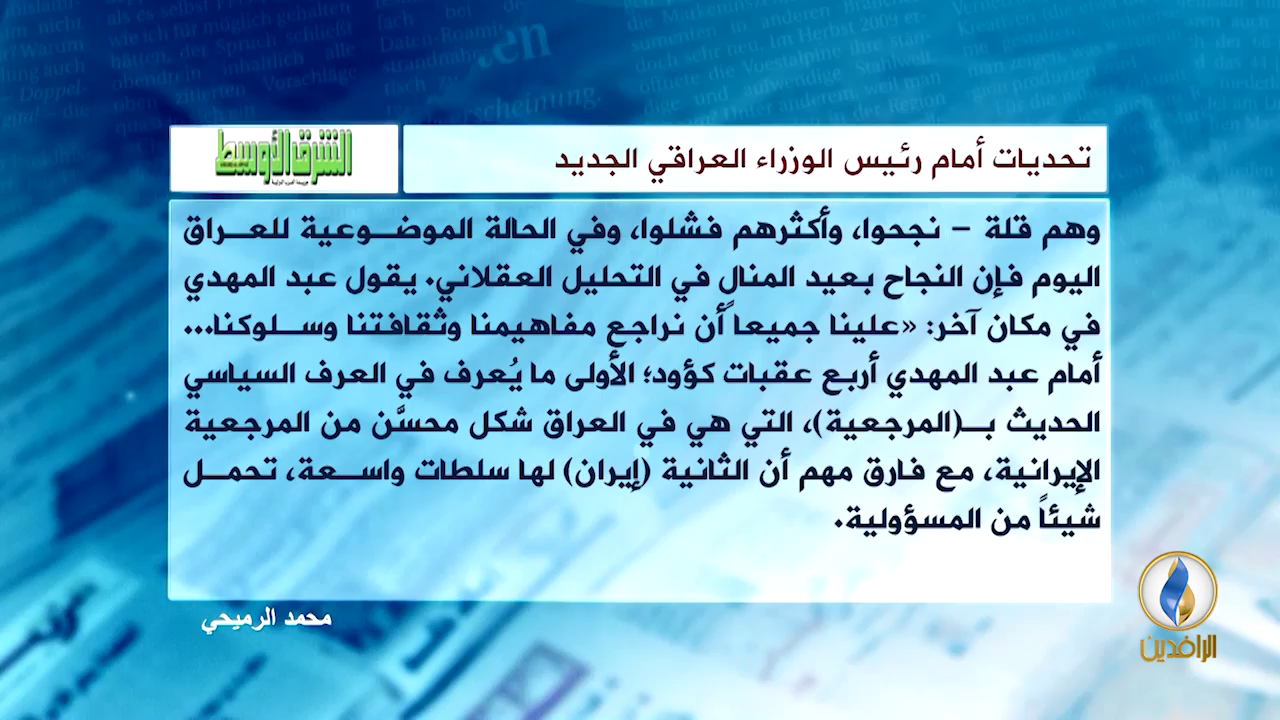 الشرق الأوسط
تحديات أمام رئيس الوزراء العراقي الجديد
وهم قلة – نجحوا، وأكثرهم فشلوا، وفي الحالة الموضوعية للعراق
اليوم فإن النجاح بعيد المنال في التحليل العقلاني. يقول عبد المهدي
في مكان آخر: «علينا جميعاً أن نراجع مفاهيمنا وثقافتنا وسلوكنا...
أمام عبد المهدي أربع عقبات كؤود؛ الأولى ما يُعرف في العرف السياسي
الحديث بـ(المرجعية)، التي هي في العراق شكل محسَّن من المرجعية
الإيرانية، مع فارق مهم أن الثانية (إيران) لها سلطات واسعة، تحمل
شيئاً من المسؤولية.
محمد الرميحي
الرافدين